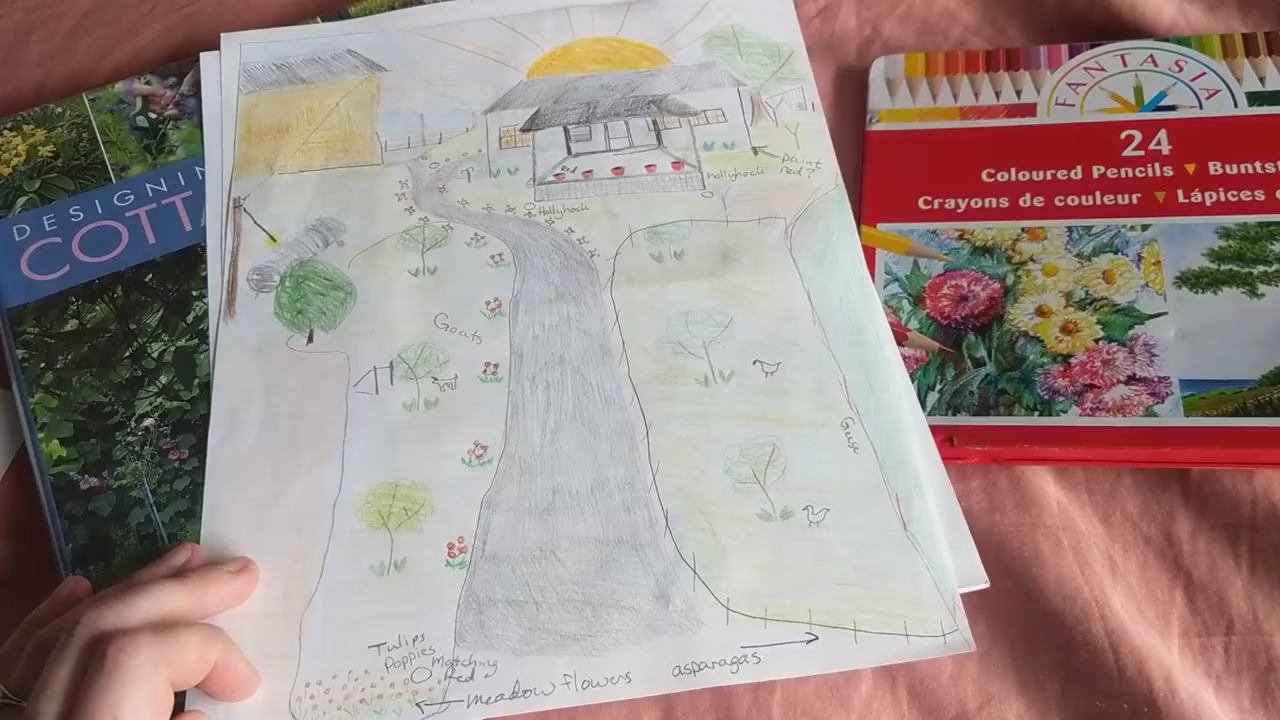 DESIGNIN
COTTA
FANTASIA
24
Coloured Pencils ▾ Buntst
Crayons de couleur ▾ Lápices
paint
red?
hollyhock
Hollyhock
Goats
Geese
Tulips
Poppies
Matching
Red
meadow flowers
asparagas